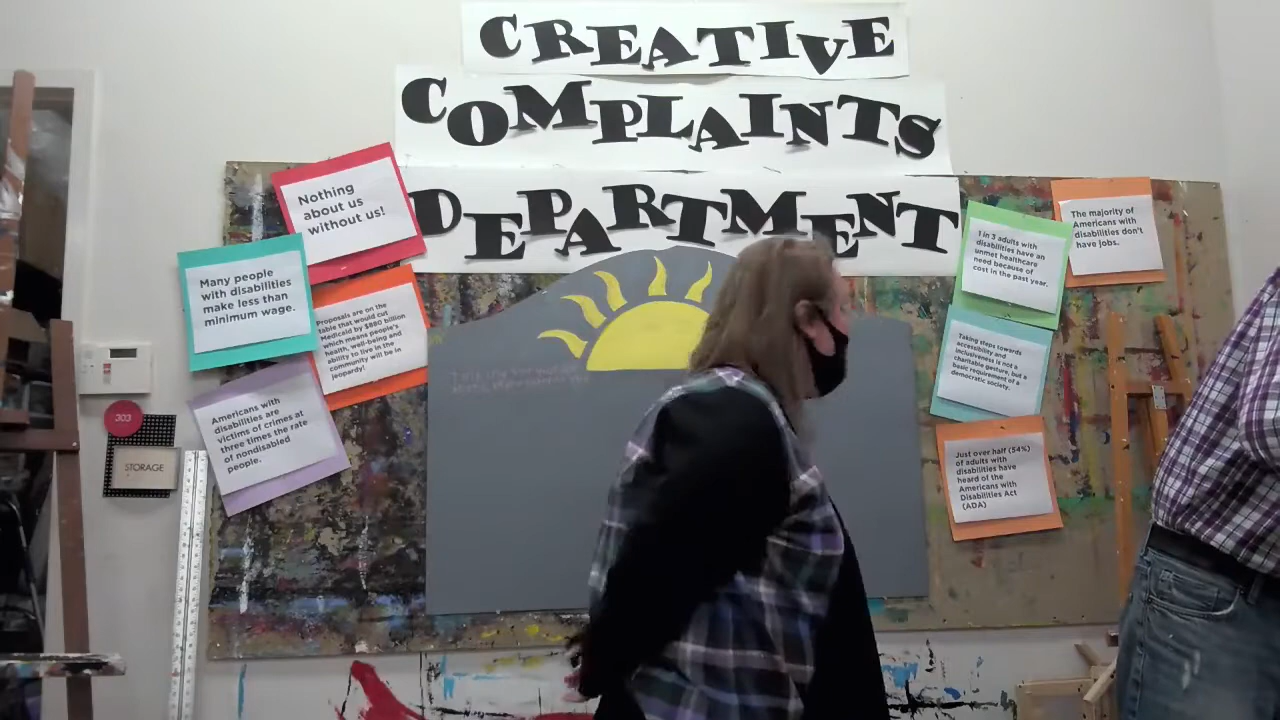 CREATIVE
COMPLAINTS
DEPARTMENT
Nothing
about us
without us!
Many people
with disabilities
make less than
minimum wage.
Proposals are on the
table that would cut
Medicaid by $880 billion
which means people's
health, well-being and
ability to live in the
community will be in
jeopardy!
Americans with
disabilities are
victims of crimes at
three times the rate
of nondisabled
people.
303
STORAGE
1 in 3 adults with
disabilities have an
unmet healthcare
need because of
cost in the past year.
The majority of
Americans with
disabilities don't
have jobs.
Taking steps towards
accessibility and
inclusiveness is not a
charitable gesture, but a
basic requirement of a
democratic society.
Just over half (54%)
of adults with
disabilities have
heard of the
Americans with
Disabilities Act
(ADA)